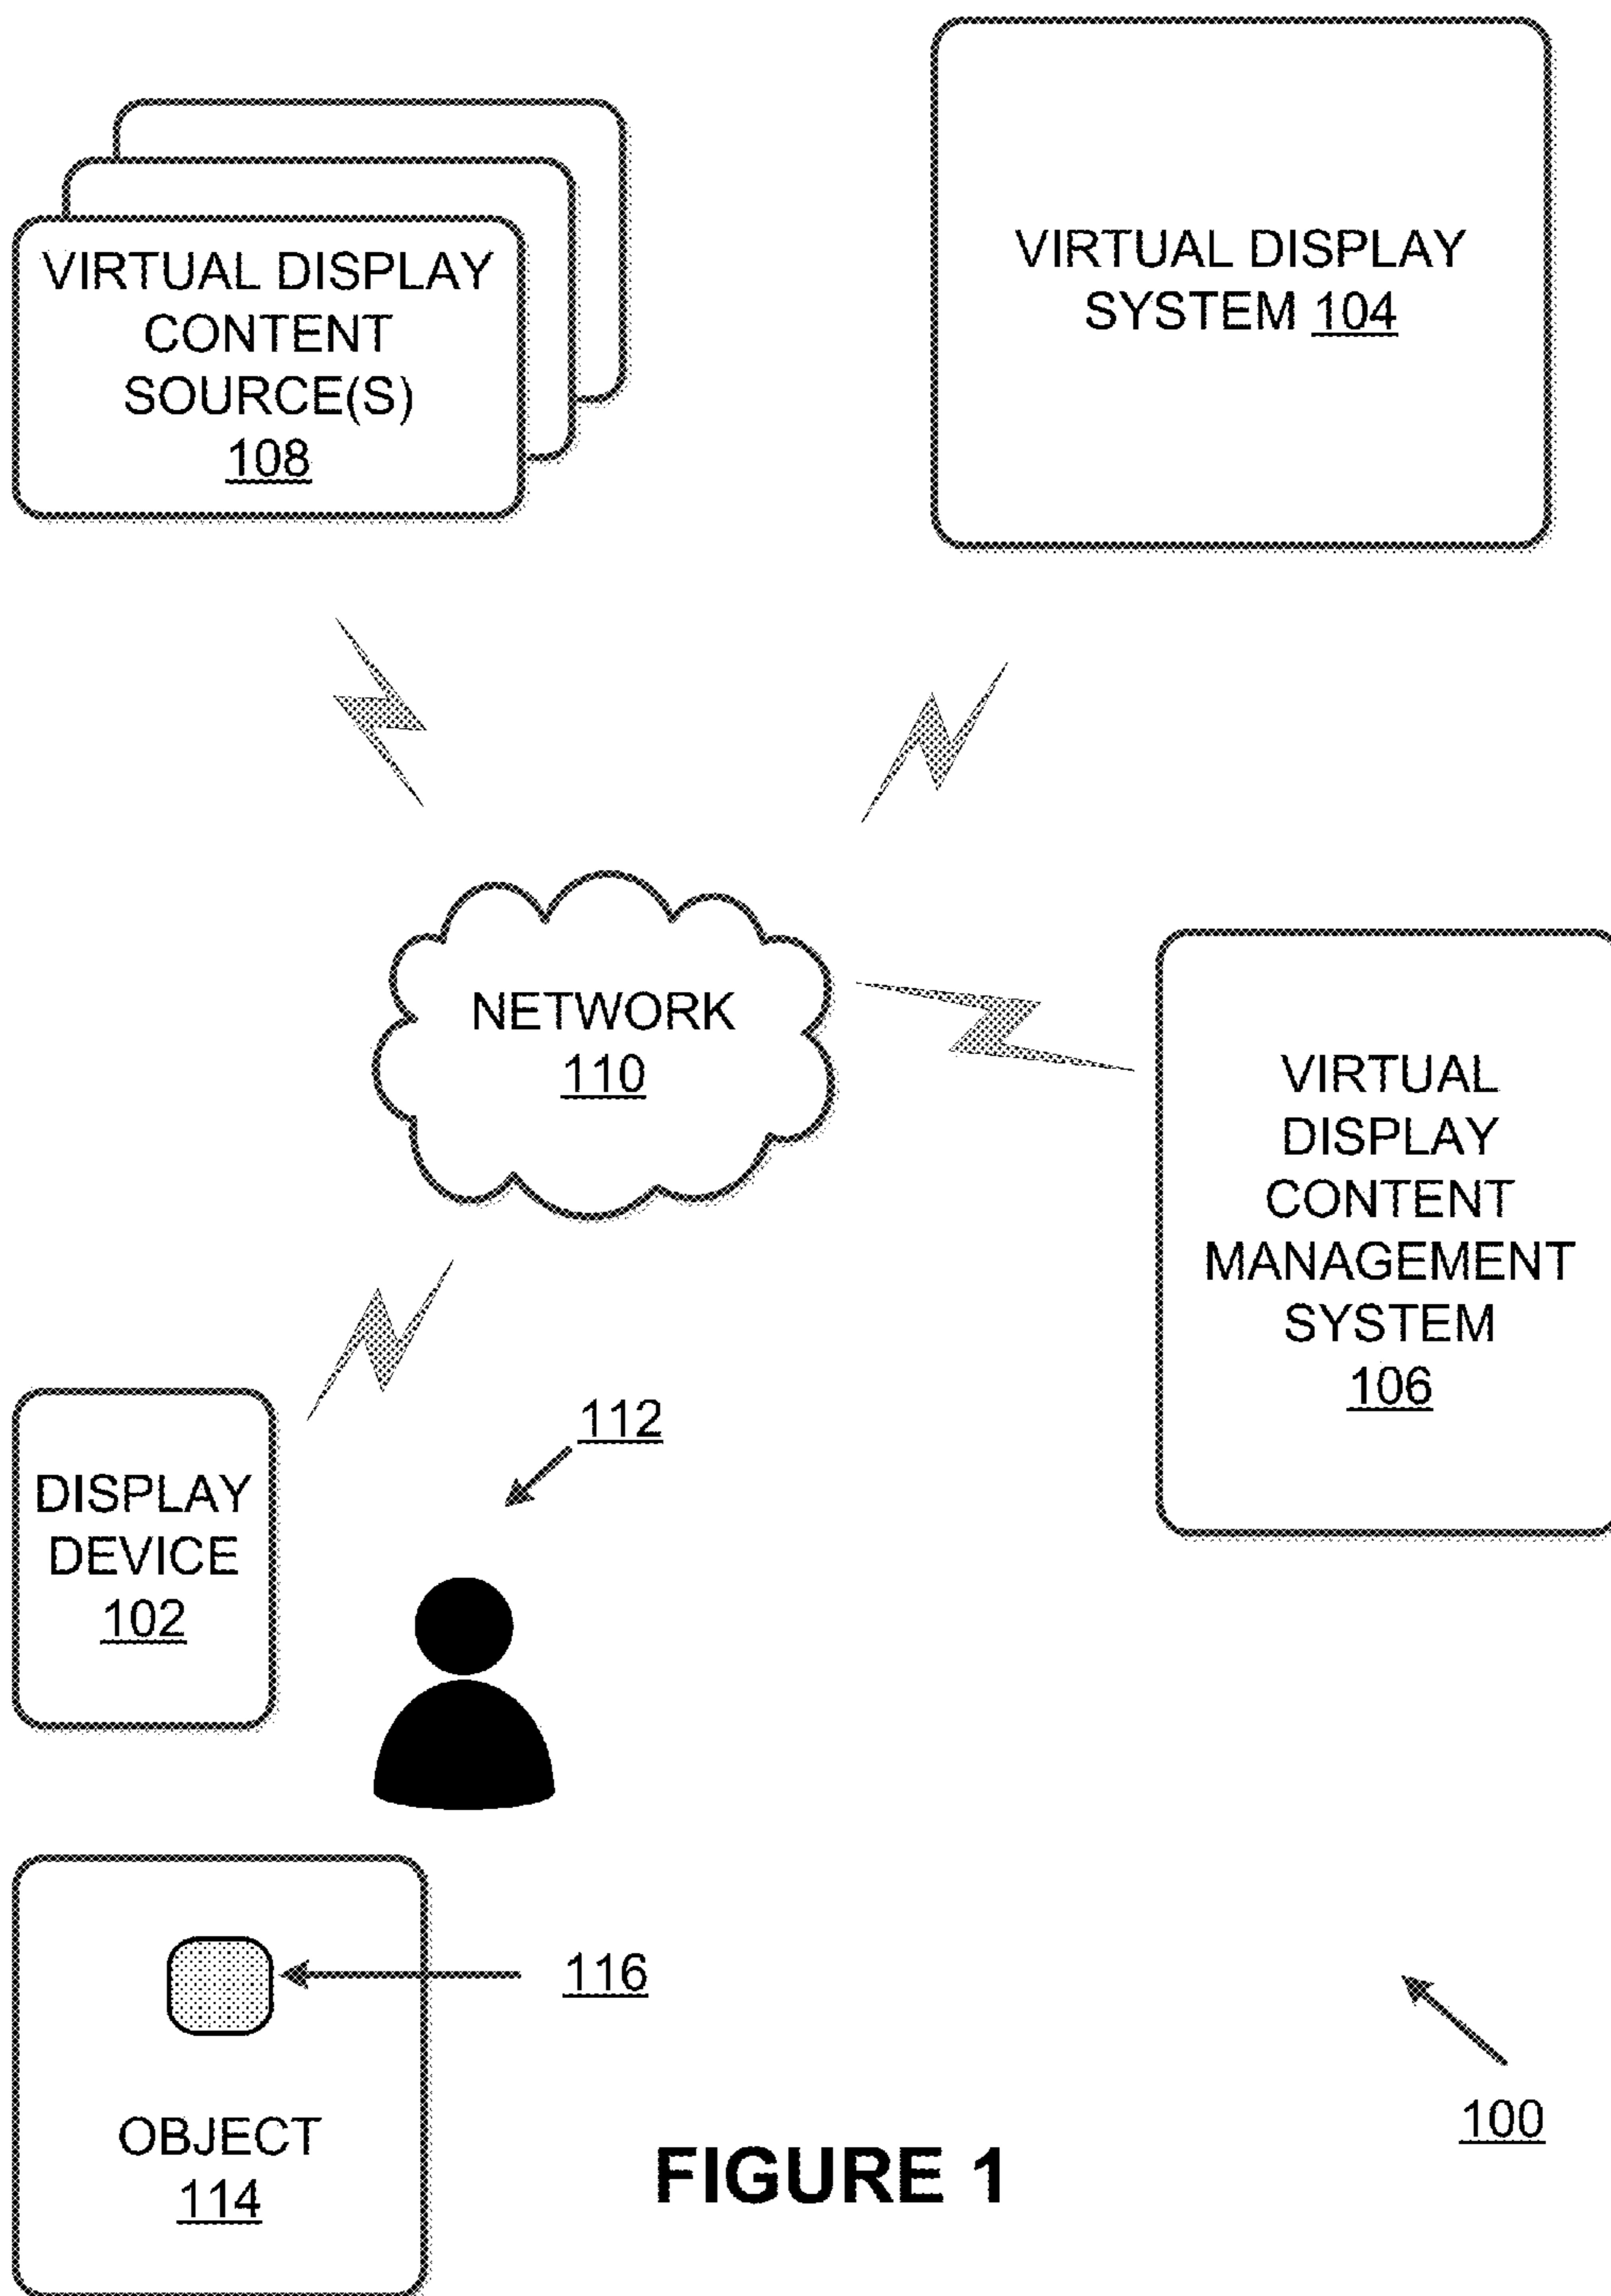 VIRTUAL DISPLAY
CONTENT
SOURCE(S)
108
VIRTUAL DISPLAY
SYSTEM 104
NETWORK
110
VIRTUAL
DISPLAY
CONTENT
MANAGEMENT
SYSTEM
106
DISPLAY
DEVICE
102
112
116
OBJECT
114
100
FIGURE 1